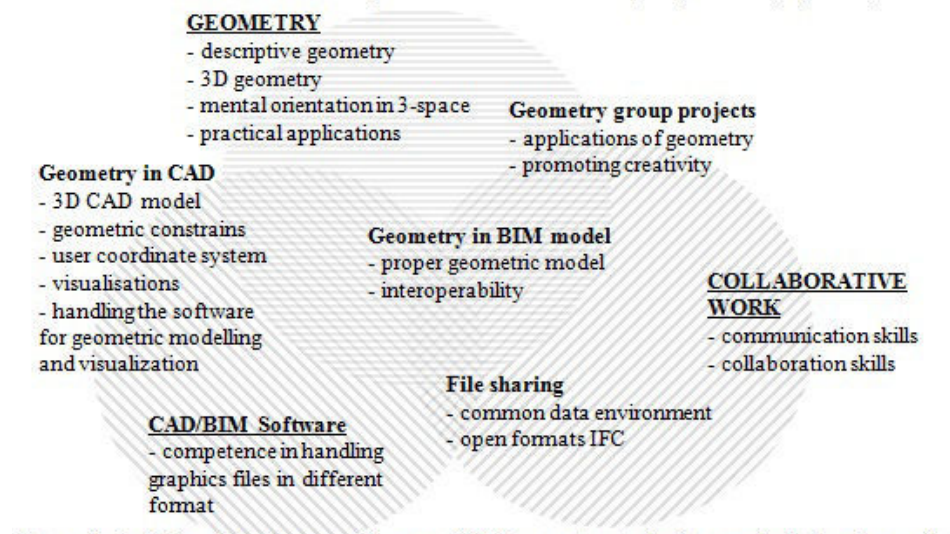 GEOMETRY
- descriptive geometry
- 3D geometry
- mental orientation in 3-space
- practical applications
Geometry group projects
- applications of geometry
- promoting creativity
Geometry in CAD
- 3D CAD model
- geometric constrains
- user coordinate system
- visualisations
- handling the software
for geometric modelling
and visualization
Geometry in BIM model
- proper geometric model
- interoperability
COLLABORATIVE
WORK
- communication skills
- collaboration skills
File sharing
- common data environment
- open formats IFC
CAD/BIM Software
- competence in handling
graphics files in different
format